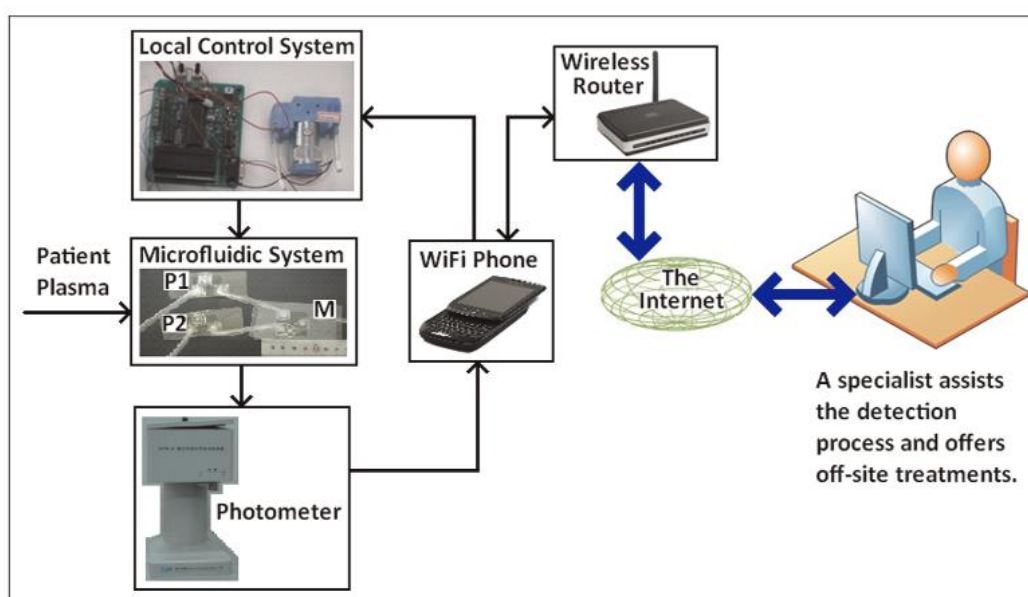 Local Control System
Wireless
Router
Patient
Plasma
Microfluidic System
P1
P2
M
WiFi Phone
The
Internet
Photometer
A specialist assists
the detection
process and offers
off-site treatments.